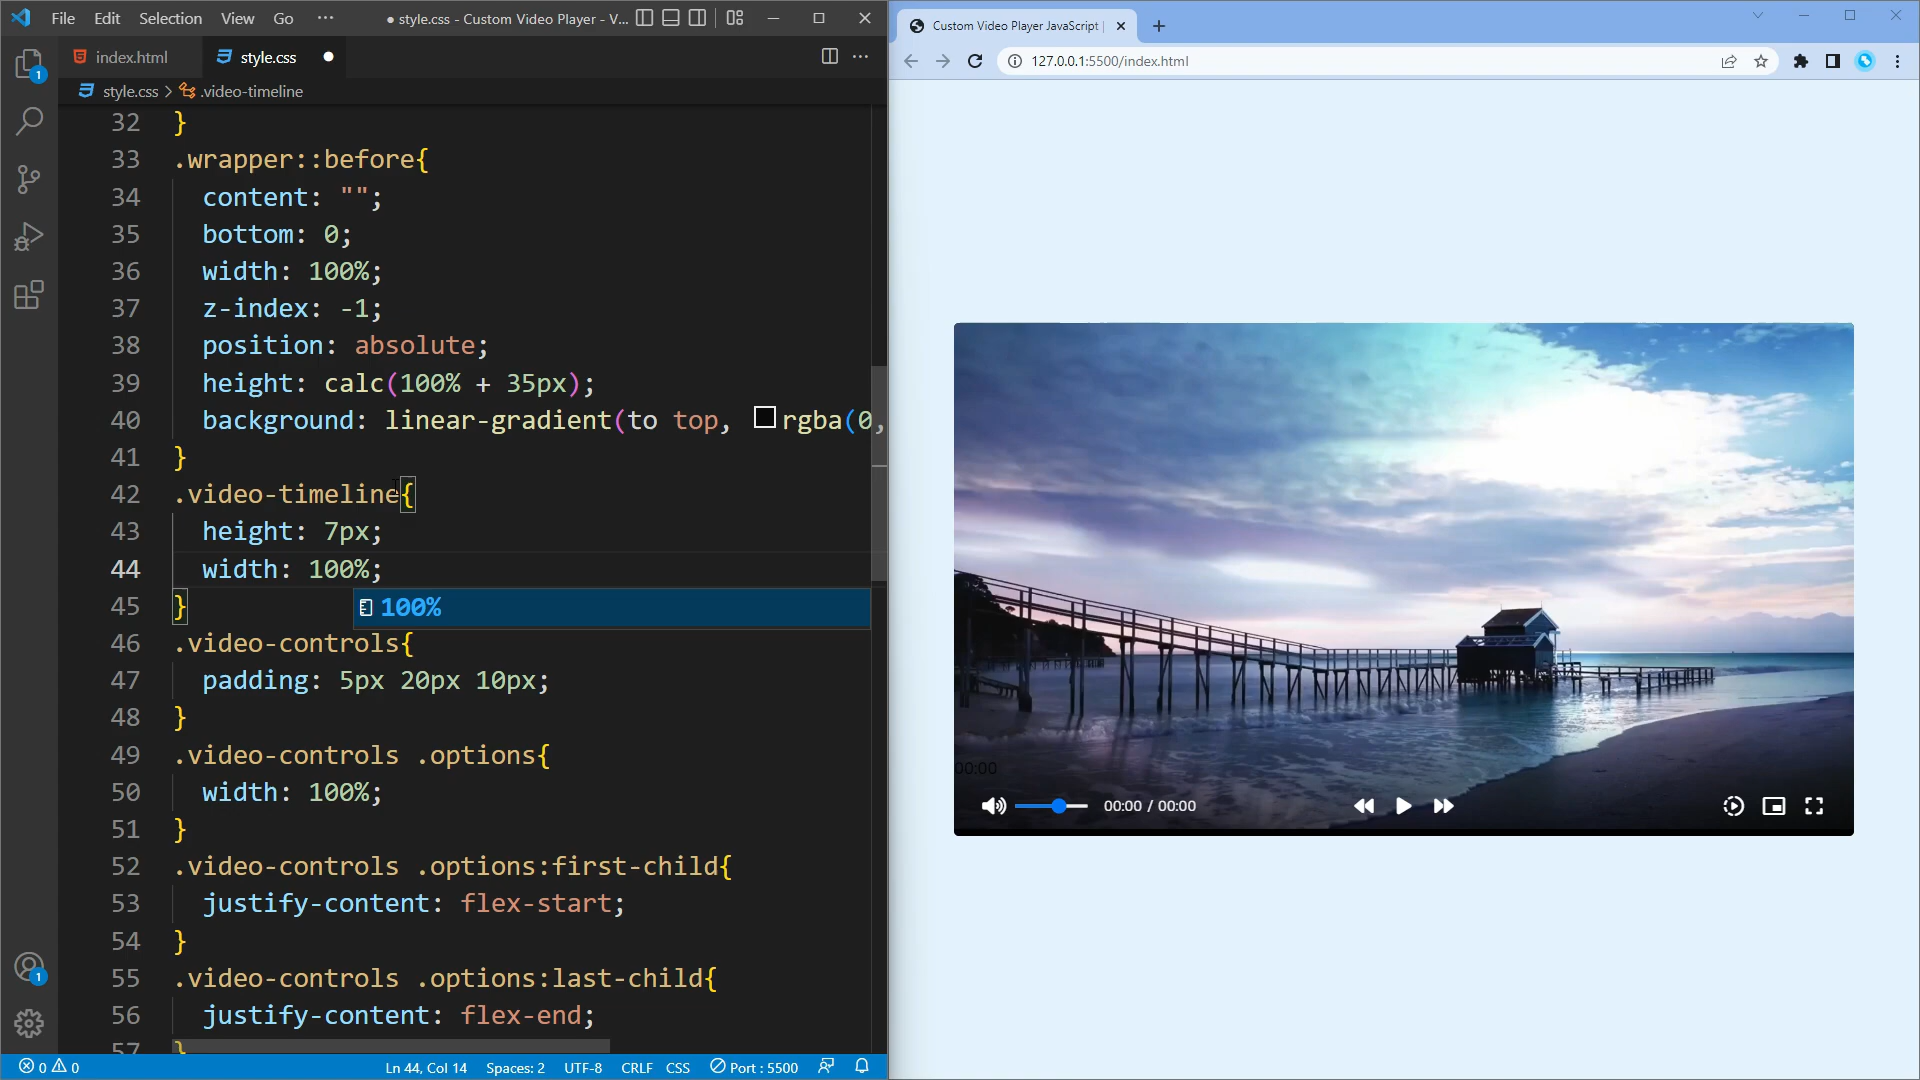 File Edit Selection View Go ··· ● style.css - Custom Video Player - V...
index.html style.css ●
style.css > .video-timeline
32 }
33 .wrapper::before{
34 content: "";
35 bottom: 0;
36 width: 100%;
37 z-index: -1;
38 position: absolute;
39 height: calc(100% + 35px);
40 background: linear-gradient(to top, rgba(0,
41 }
42 .video-timeline{
43 height: 7px;
44 width: 100%;
45 }
100%
46 .video-controls{
47 padding: 5px 20px 10px;
48 }
49 .video-controls .options{
50 width: 100%;
51 }
52 .video-controls .options:first-child{
53 justify-content: flex-start;
54 }
55 .video-controls .options:last-child{
56 justify-content: flex-end;
57 }
1
1
0 0 Ln 44, Col 14 Spaces: 2 UTF-8 CRLF CSS Port : 5500
Custom Video Player JavaScript |
127.0.0.1:5500/index.html
00:00
00:00 / 00:00